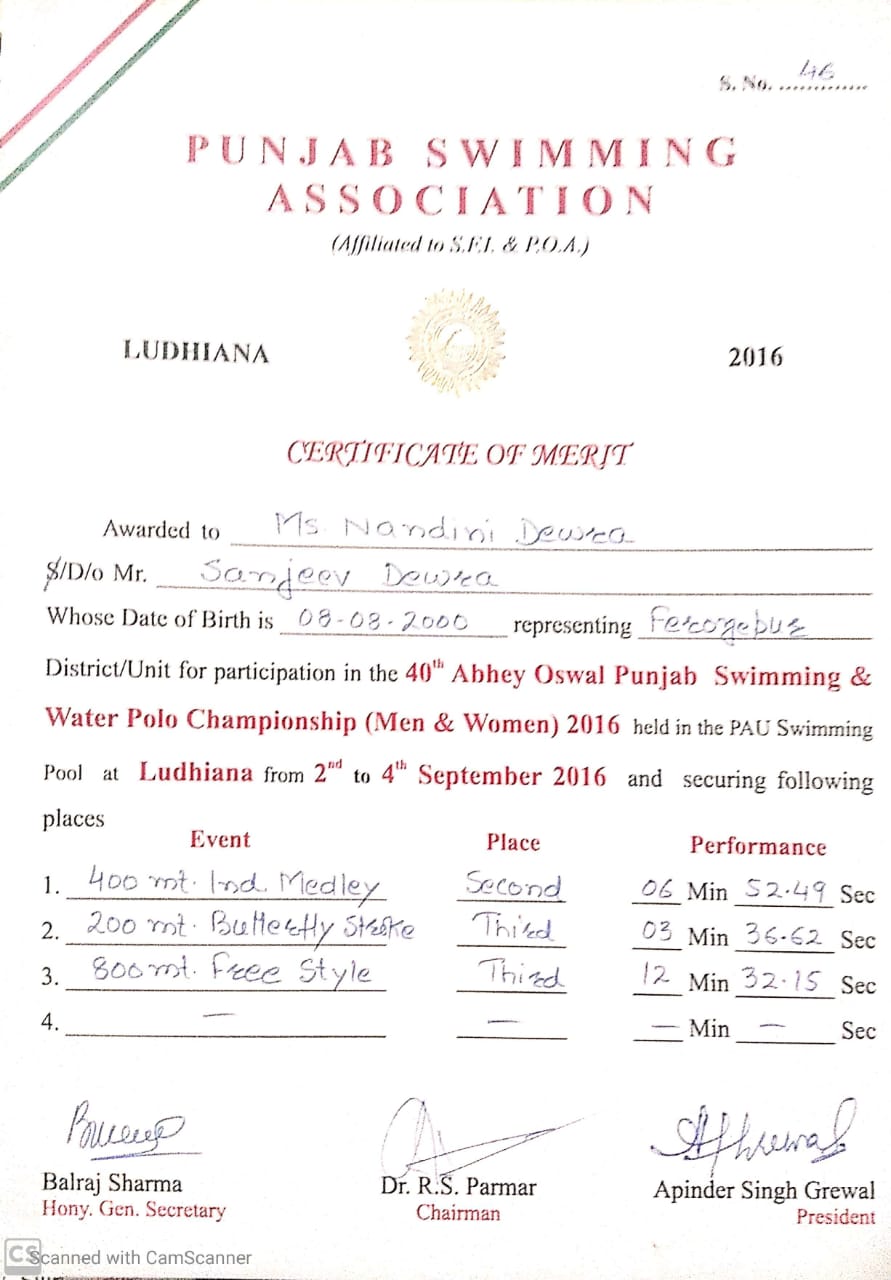 S. No. 46
PUNJAB SWIMMING
ASSOCIATION
(Affiliated to S.F.I. & P.O.A.)
LUDHIANA 2016
CERTIFICATE OF MERIT
Awarded to Ms. Nandini Dewra
S/D/o Mr. Sanjeev Dewra
Whose Date of Birth is 08-08-2000 representing Ferozepur
District/Unit for participation in the 40th Abhey Oswal Punjab Swimming &
Water Polo Championship (Men & Women) 2016 held in the PAU Swimming
Pool at Ludhiana from 2nd to 4th September 2016 and securing following
places
Event Place Performance
1. 400 mt. Ind. Medley Second 06 Min 52.49 Sec
2. 200 mt. Butterfly Stroke Third 03 Min 36.62 Sec
3. 800 mt. Free Style Third 12 Min 32.15 Sec
4. — — — Min — Sec
Balraj Sharma Dr. R.S. Parmar Apinder Singh Grewal
Hony. Gen. Secretary Chairman President
CS Scanned with CamScanner